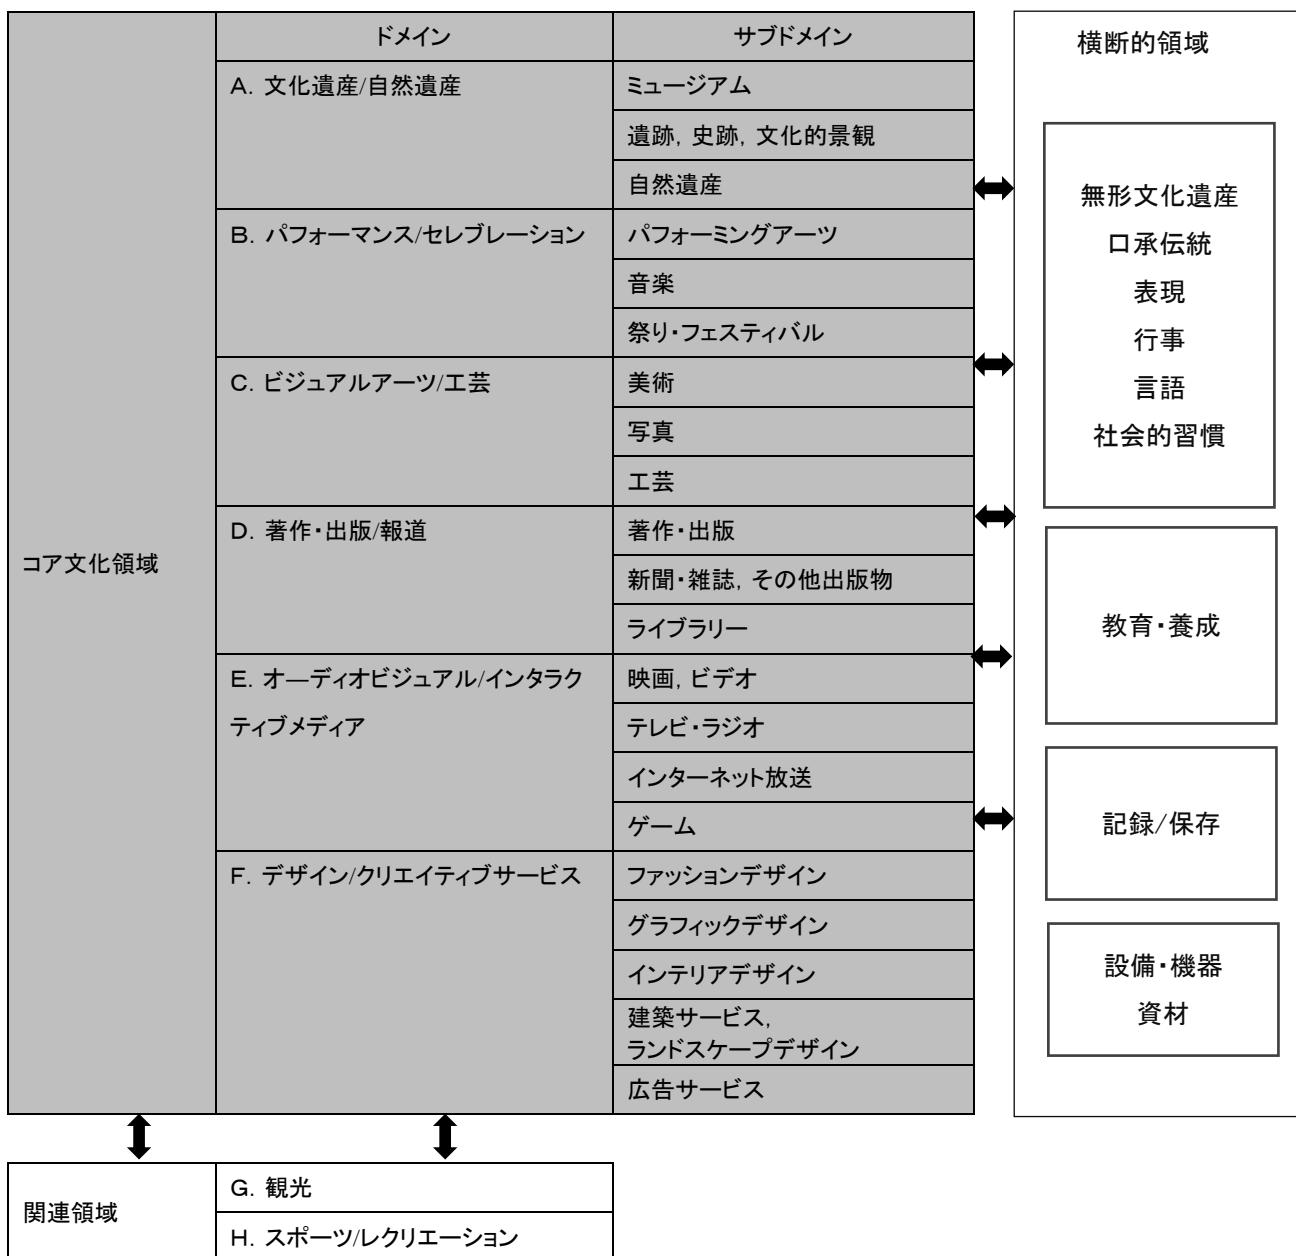 ドメイン
サブドメイン
コア文化領域
A. 文化遺産/自然遺産
ミュージアム
遺跡, 史跡, 文化的景観
自然遺産
B. パフォーマンス/セレブレーション
パフォーミングアーツ
音楽
祭り・フェスティバル
C. ビジュアルアーツ/工芸
美術
写真
工芸
D. 著作・出版/報道
著作・出版
新聞・雑誌, その他出版物
ライブラリー
E. オ―ディオビジュアル/インタラク
ティブメディア
映画, ビデオ
テレビ・ラジオ
インターネット放送
ゲーム
F. デザイン/クリエイティブサービス
ファッションデザイン
グラフィックデザイン
インテリアデザイン
建築サービス,
ランドスケープデザイン
広告サービス
横断的領域
無形文化遺産
口承伝統
表現
行事
言語
社会的習慣
教育・養成
記録/保存
設備・機器
資材
関連領域
G. 観光
H. スポーツ/レクリエーション